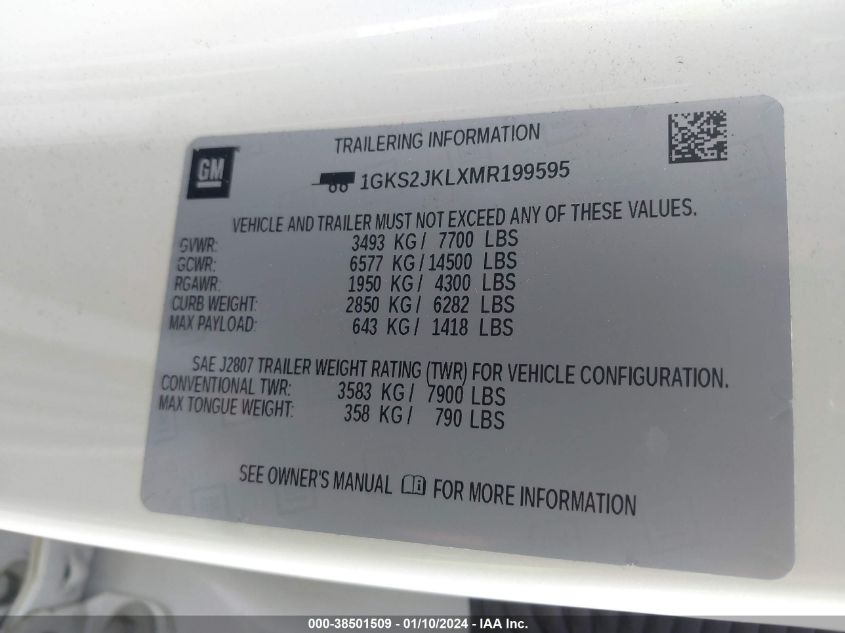 TRAILERING INFORMATION
GM
1GKS2JKLXMR199595
VEHICLE AND TRAILER MUST NOT EXCEED ANY OF THESE VALUES.
GVWR: 3493 KG/ 7700 LBS
GCWR: 6577 KG/14500 LBS
RGAWR: 1950 KG/ 4300 LBS
CURB WEIGHT: 2850 KG/ 6282 LBS
MAX PAYLOAD: 643 KG/ 1418 LBS
SAE J2807 TRAILER WEIGHT RATING (TWR) FOR VEHICLE CONFIGURATION.
CONVENTIONAL TWR: 3583 KG/ 7900 LBS
MAX TONGUE WEIGHT: 358 KG/ 790 LBS
SEE OWNER'S MANUAL FOR MORE INFORMATION
000-38501509 - 01/10/2024 - IAA Inc.